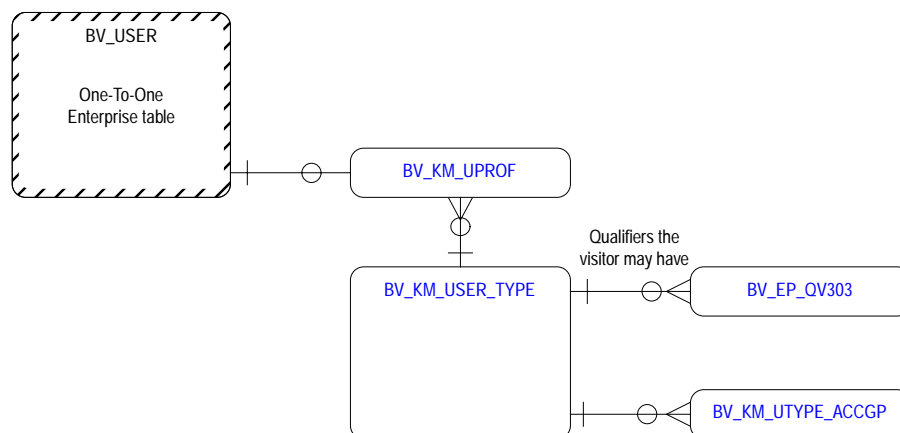 BV_USER
One-To-One
Enterprise table
BV_KM_UPROF
Qualifiers the
visitor may have
BV_KM_USER_TYPE
BV_EP_QV303
BV_KM_UTYPE_ACCGP